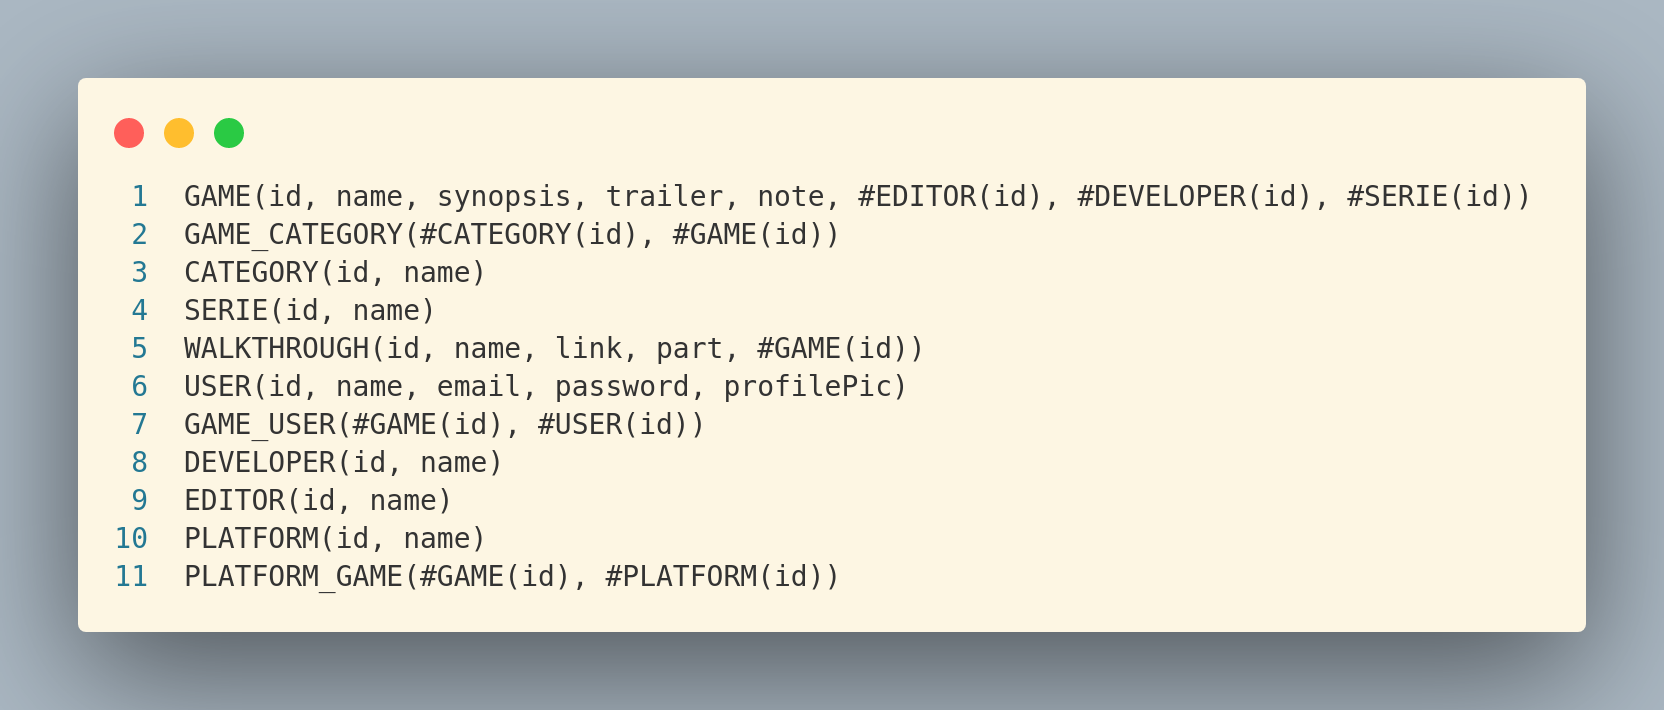 1 GAME(id, name, synopsis, trailer, note, #EDITOR(id), #DEVELOPER(id), #SERIE(id))
2 GAME_CATEGORY(#CATEGORY(id), #GAME(id))
3 CATEGORY(id, name)
4 SERIE(id, name)
5 WALKTHROUGH(id, name, link, part, #GAME(id))
6 USER(id, name, email, password, profilePic)
7 GAME_USER(#GAME(id), #USER(id))
8 DEVELOPER(id, name)
9 EDITOR(id, name)
10 PLATFORM(id, name)
11 PLATFORM_GAME(#GAME(id), #PLATFORM(id))